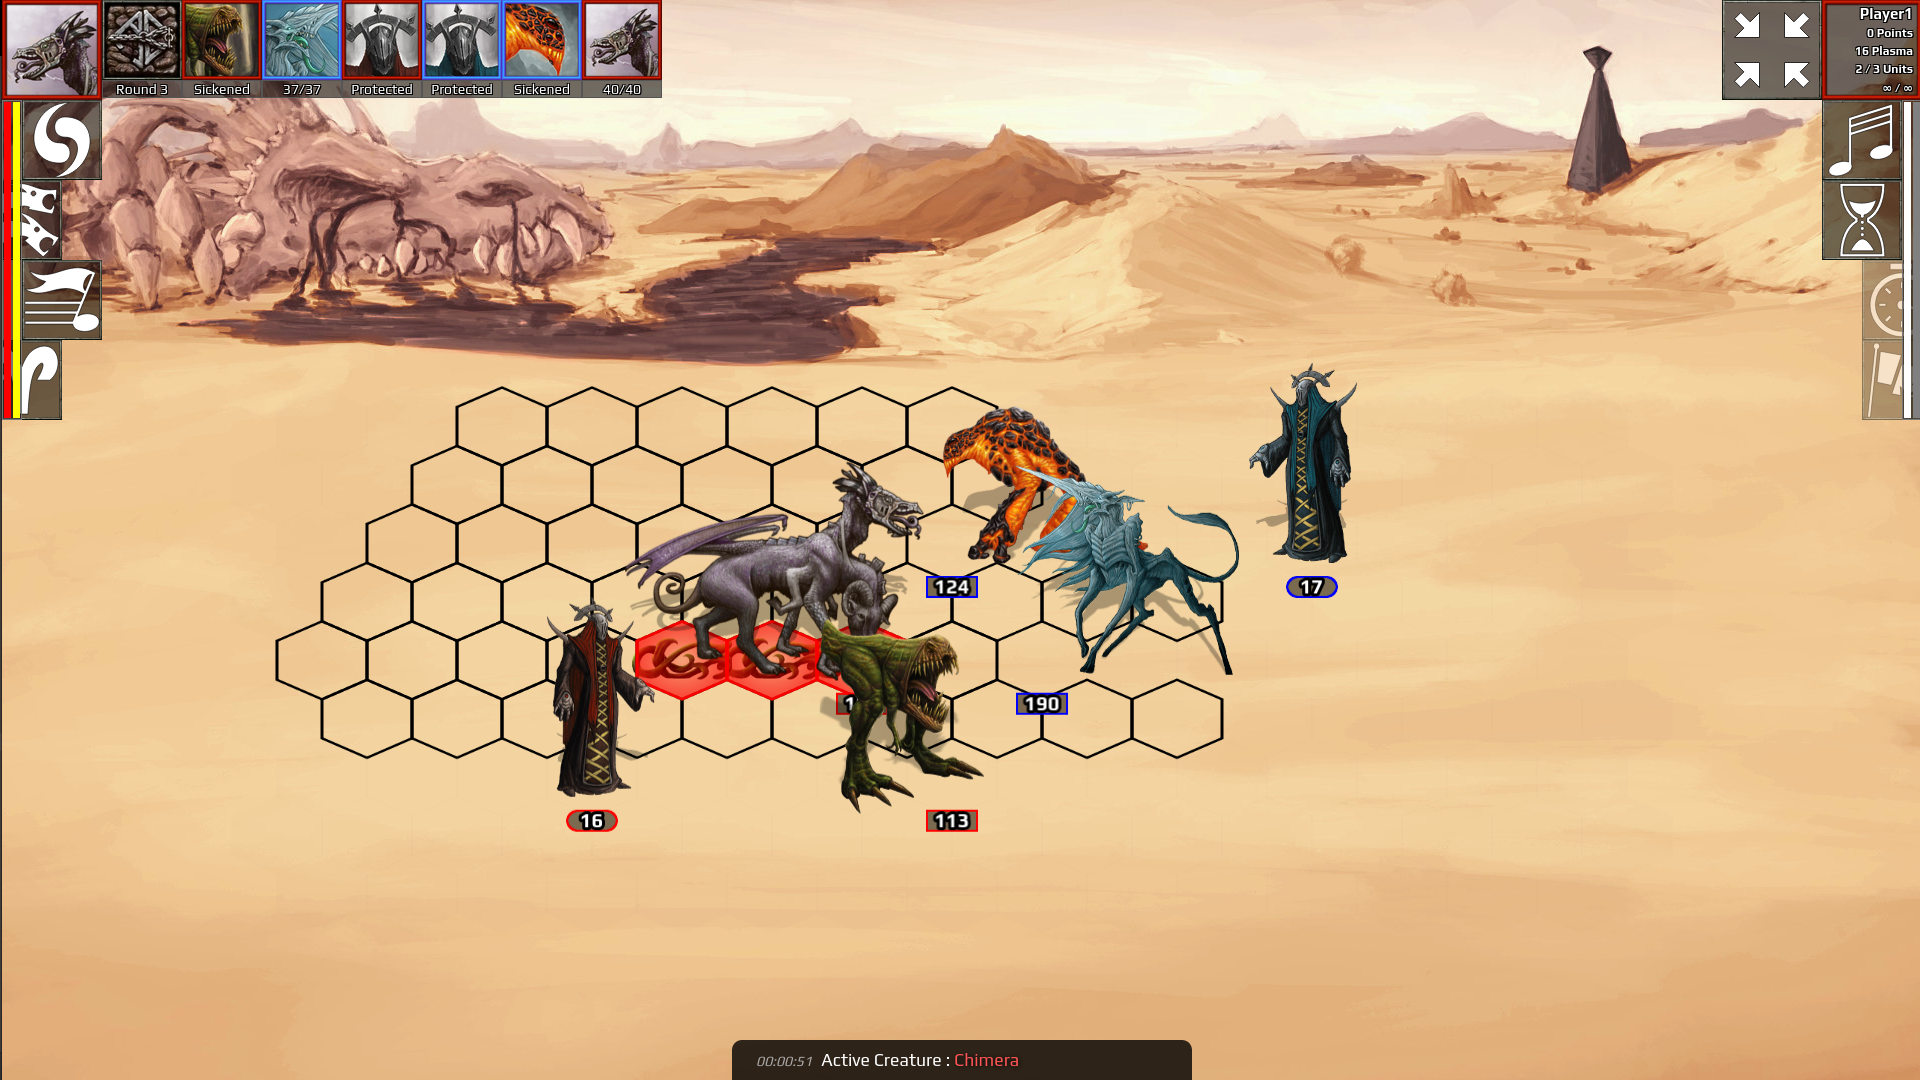 Round 3
Sickened
37/37
Protected
Protected
Sickened
40/40
Player1
0 Points
16 Plasma
2 / 3 Units
∞ / ∞
124
17
190
16
113
00:00:51 Active Creature : Chimera